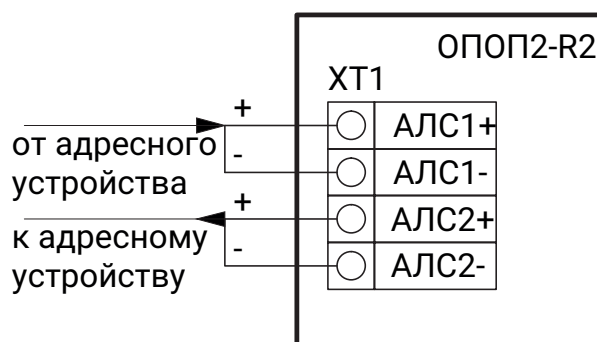 ОПОП2-R2
XT1
+
АЛС1+
от адресного
-
АЛС1-
устройства
+
АЛС2+
к адресному
-
АЛС2-
устройству